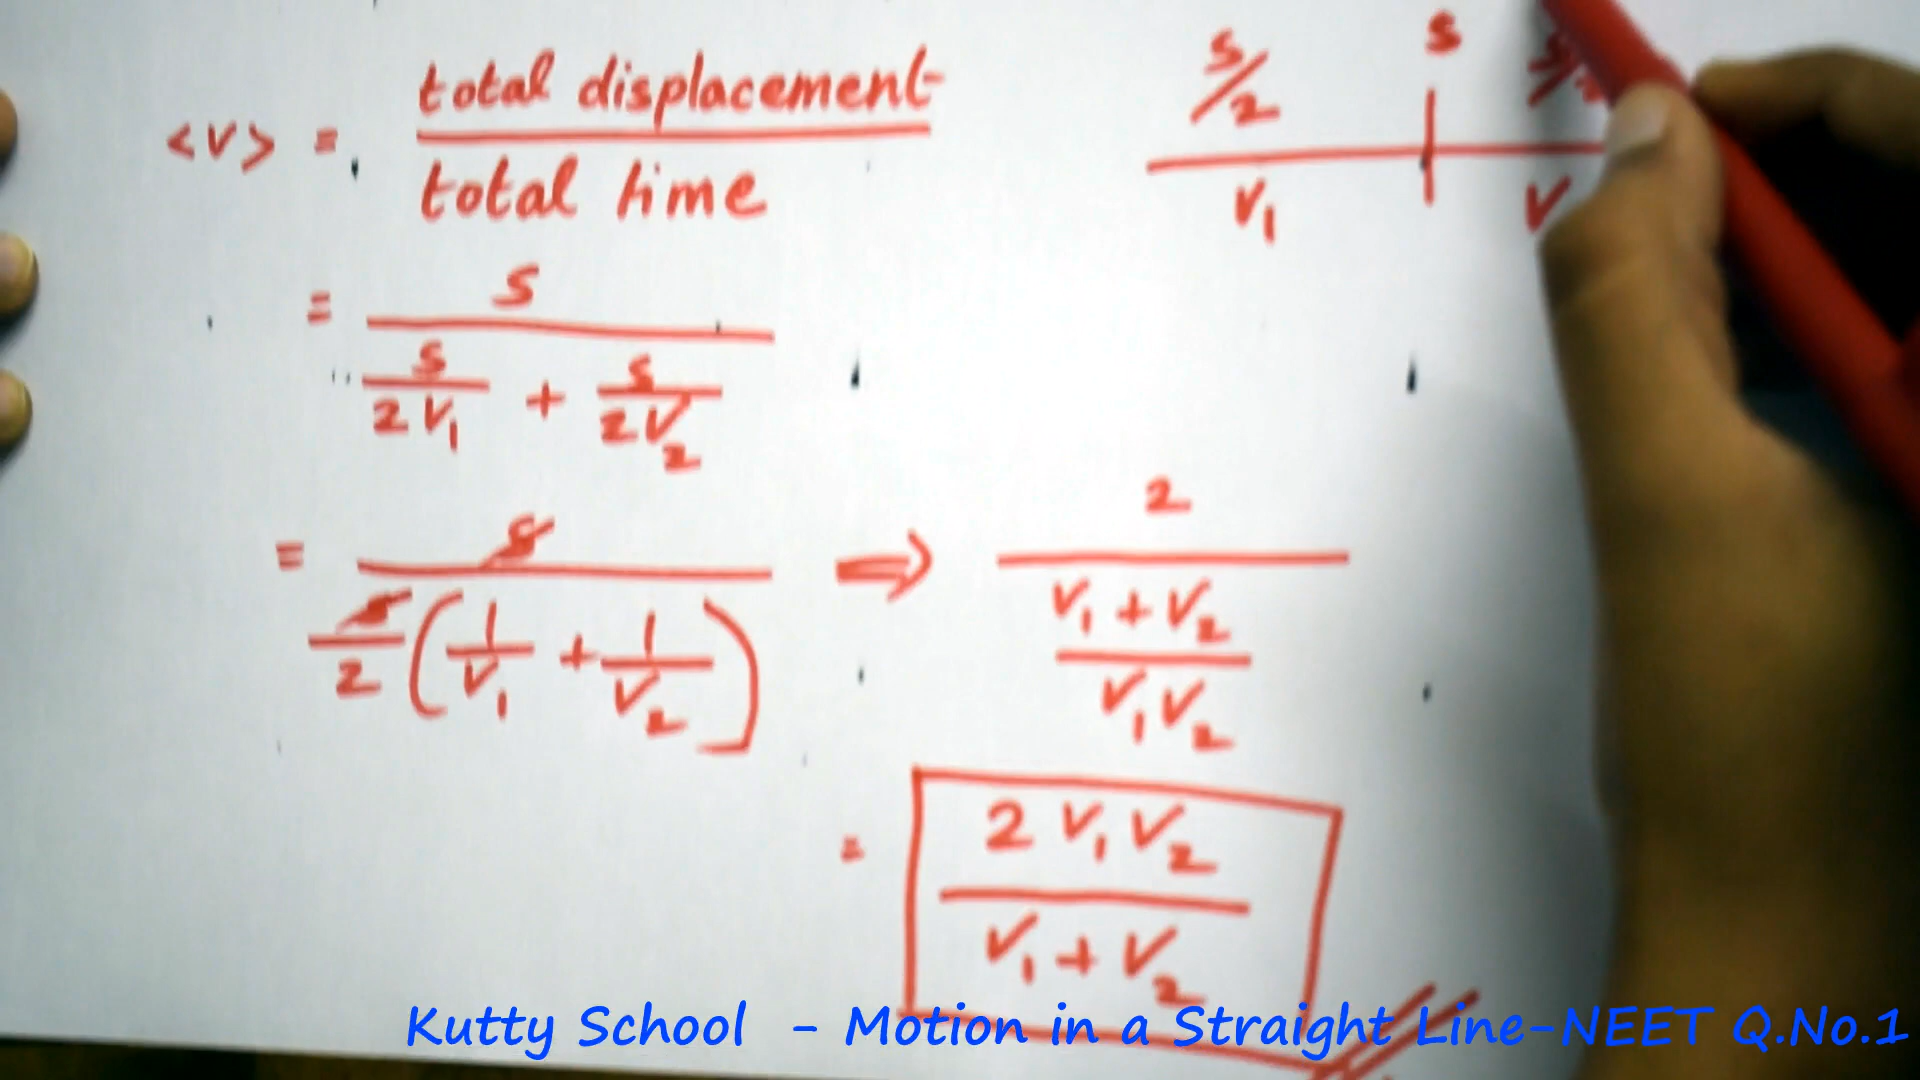 <v> = total displacement / total time
s/2 s
V₁
= s / (s/2V₁ + s/2V₂)
= s / (s/2 (1/V₁ + 1/V₂)) ⇒ 2 / ((V₁ + V₂) / V₁V₂)
= 2V₁V₂ / (V₁ + V₂)
Kutty School - Motion in a Straight Line-NEET Q.No.1